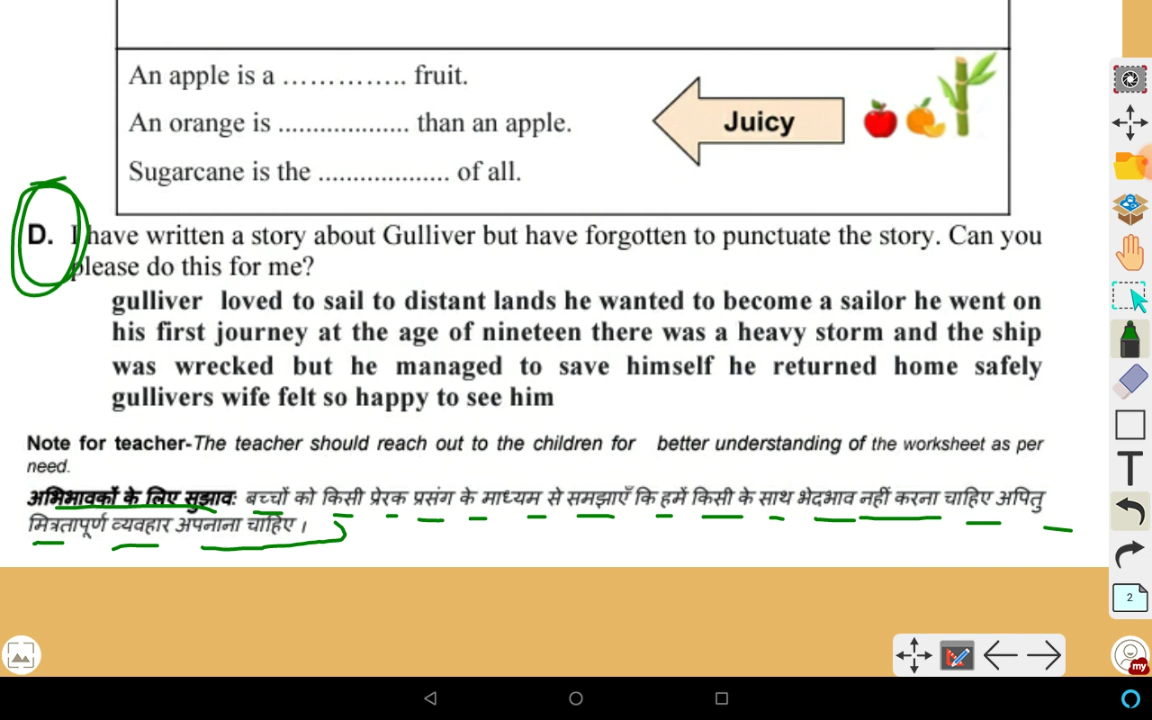 An apple is a ............. fruit.
An orange is ................... than an apple.
Juicy
Sugarcane is the ................... of all.
D. I have written a story about Gulliver but have forgotten to punctuate the story. Can you
please do this for me?
gulliver loved to sail to distant lands he wanted to become a sailor he went on
his first journey at the age of nineteen there was a heavy storm and the ship
was wrecked but he managed to save himself he returned home safely
gullivers wife felt so happy to see him
Note for teacher-The teacher should reach out to the children for better understanding of the worksheet as per
need.
अभिभावकों के लिए सुझाव: बच्चों को किसी प्रेरक प्रसंग के माध्यम से समझाएँ कि हमें किसी के साथ भेदभाव नहीं करना चाहिए अपितु
मित्रतापूर्ण व्यवहार अपनाना चाहिए ।
T
2
my